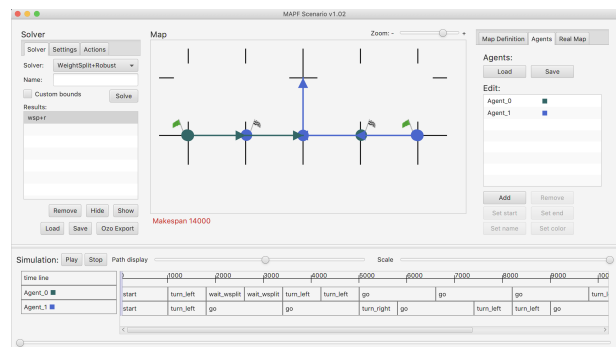 MAPF Scenario v1.02
Solver
Solver Settings Actions
Solver: WeightSplit+Robust
Name:
Custom bounds Solve
Results:
wsp+r
Remove Hide Show
Load Save Ozo Export
Map
Zoom: - +
Makespan 14000
Map Definition Agents Real Map
Agents:
Load Save
Edit:
Agent_0
Agent_1
Add Remove
Set start Set end
Set name Set color
Simulation: Play Stop Path display Scale
time line 1000 2000 3000 4000 5000 6000 7000 8000 9000
Agent_0 start turn_left wait_wsplit wait_wsplit turn_left turn_left go go go
Agent_1 start turn_left go go turn_right go turn_left turn_left go